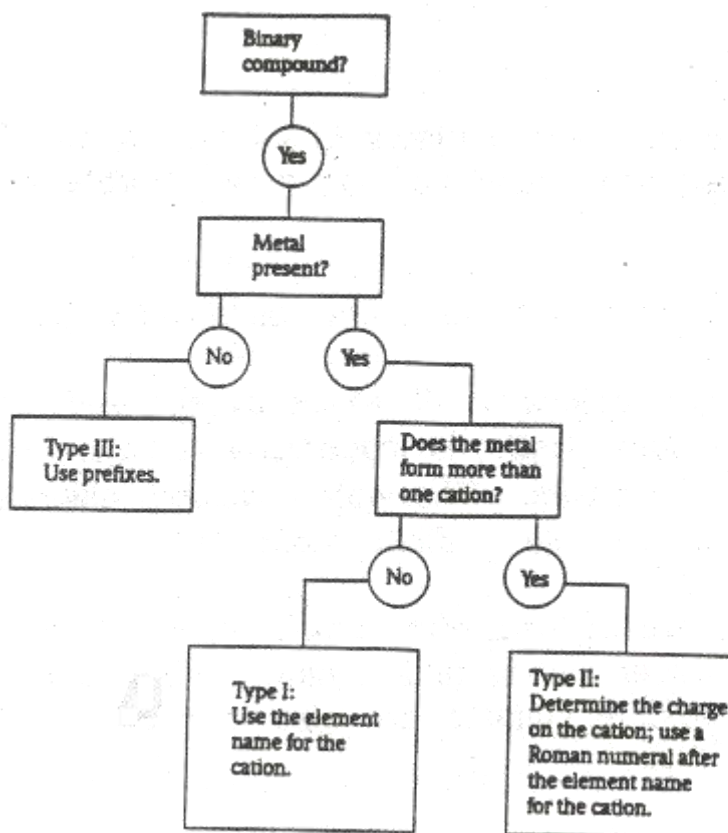 Binary
compound?
Yes
Metal
present?
No
Yes
Type III:
Use prefixes.
Does the metal
form more than
one cation?
No
Yes
Type I:
Use the element
name for the
cation.
Type II:
Determine the charge
on the cation; use a
Roman numeral after
the element name
for the cation.